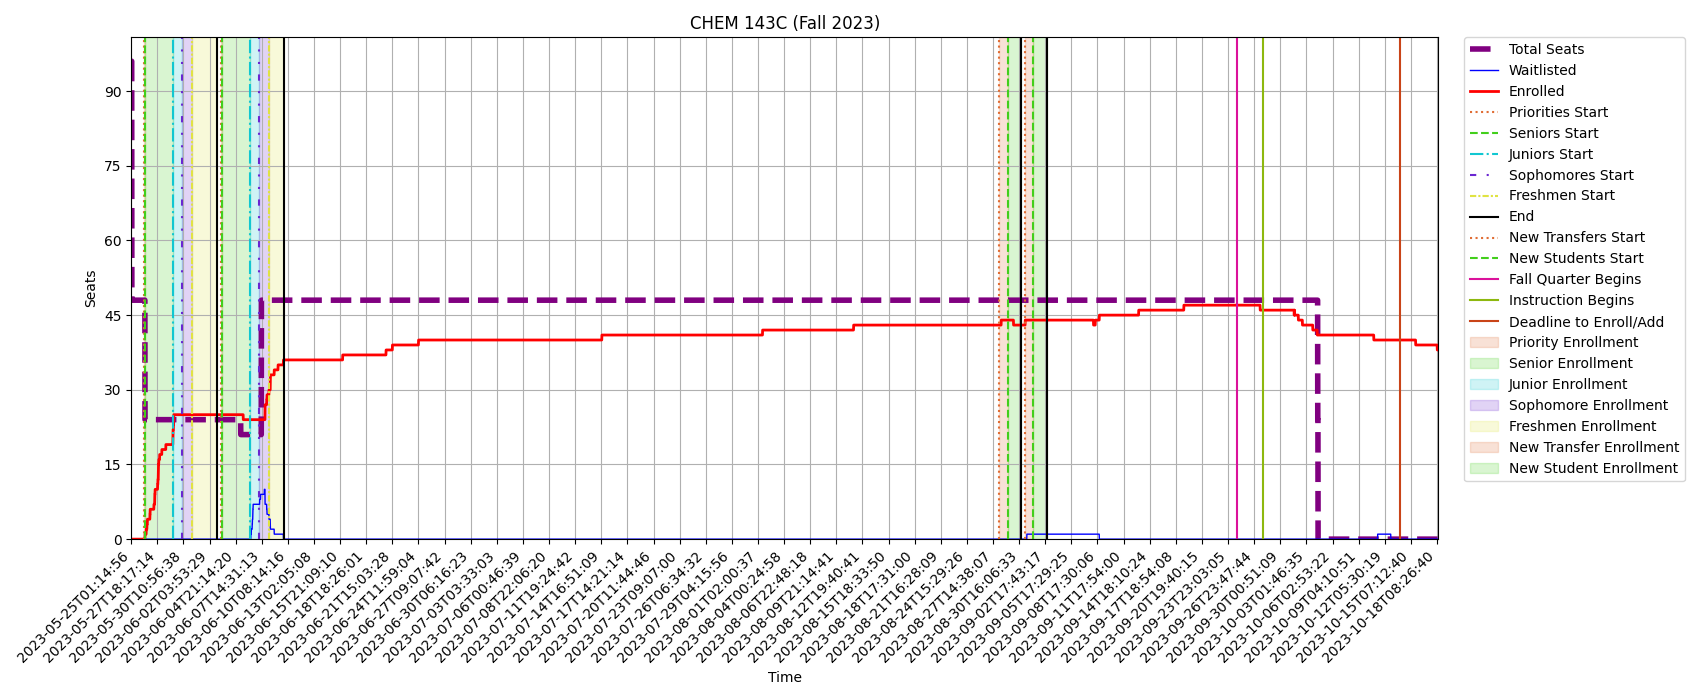 CHEM 143C (Fall 2023)
Seats
90
75
60
45
30
15
0
2023-05-25T01:14:56
2023-05-27T18:17:14
2023-05-30T10:56:38
2023-06-02T03:53:29
2023-06-04T21:14:20
2023-06-07T14:31:13
2023-06-10T08:14:16
2023-06-13T02:05:08
2023-06-15T21:09:10
2023-06-18T18:26:01
2023-06-21T15:03:28
2023-06-24T11:59:04
2023-06-27T09:07:42
2023-06-30T06:16:23
2023-07-03T03:33:03
2023-07-06T00:46:39
2023-07-08T22:06:20
2023-07-11T19:24:42
2023-07-14T16:51:09
2023-07-17T14:21:14
2023-07-20T11:44:46
2023-07-23T09:07:00
2023-07-26T06:34:32
2023-07-29T04:15:56
2023-08-01T02:00:37
2023-08-04T00:24:58
2023-08-06T22:48:18
2023-08-09T21:14:41
2023-08-12T19:40:41
2023-08-15T18:33:50
2023-08-18T17:31:00
2023-08-21T16:28:09
2023-08-24T15:29:26
2023-08-27T14:38:07
2023-08-30T16:06:33
2023-09-02T17:43:17
2023-09-05T17:29:25
2023-09-08T17:30:06
2023-09-11T17:54:00
2023-09-14T18:10:24
2023-09-17T18:54:08
2023-09-20T19:40:15
2023-09-23T23:03:05
2023-09-26T23:47:44
2023-09-30T00:51:09
2023-10-03T01:46:35
2023-10-06T02:53:22
2023-10-09T04:10:51
2023-10-12T05:30:19
2023-10-15T07:12:40
2023-10-18T08:26:40
Time
Total Seats
Waitlisted
Enrolled
Priorities Start
Seniors Start
Juniors Start
Sophomores Start
Freshmen Start
End
New Transfers Start
New Students Start
Fall Quarter Begins
Instruction Begins
Deadline to Enroll/Add
Priority Enrollment
Senior Enrollment
Junior Enrollment
Sophomore Enrollment
Freshmen Enrollment
New Transfer Enrollment
New Student Enrollment